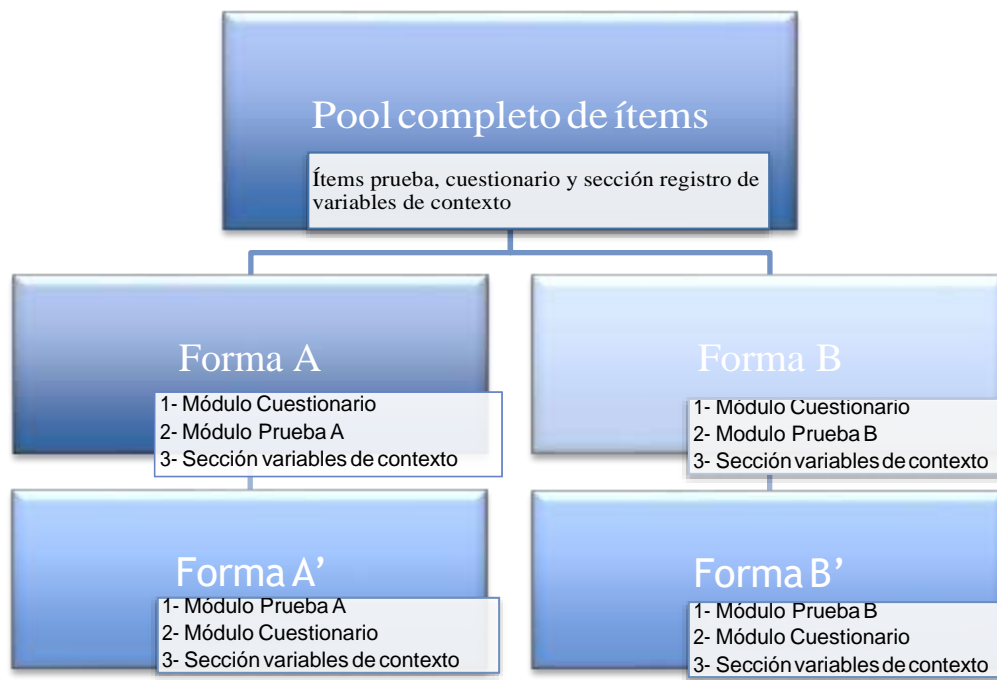 Pool completo de ítems
Ítems prueba, cuestionario y sección registro de
variables de contexto
Forma A
1- Módulo Cuestionario
2- Módulo Prueba A
3- Sección variables de contexto
Forma B
1- Módulo Cuestionario
2- Modulo Prueba B
3- Sección variables de contexto
Forma A’
1- Módulo Prueba A
2- Módulo Cuestionario
3- Sección variables de contexto
Forma B’
1- Módulo Prueba B
2- Módulo Cuestionario
3- Sección variables de contexto